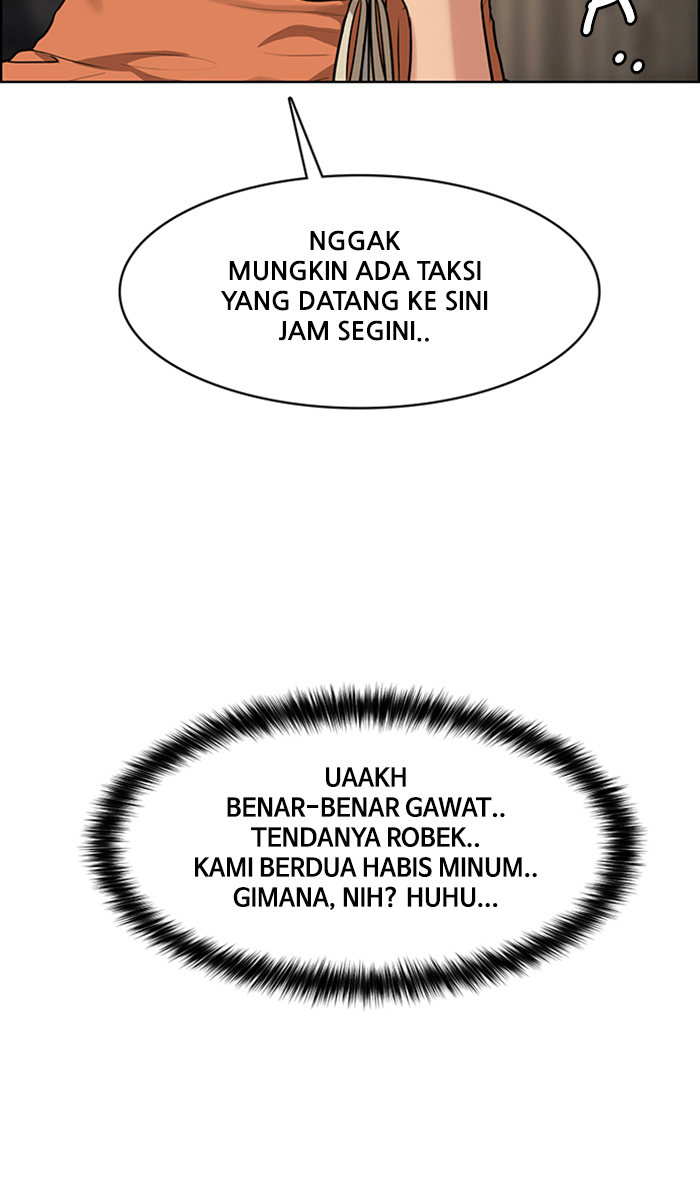 NGGAK
MUNGKIN ADA TAKSI
YANG DATANG KE SINI
JAM SEGINI..
UAAKH
BENAR-BENAR GAWAT..
TENDANYA ROBEK..
KAMI BERDUA HABIS MINUM..
GIMANA, NIH? HUHU...